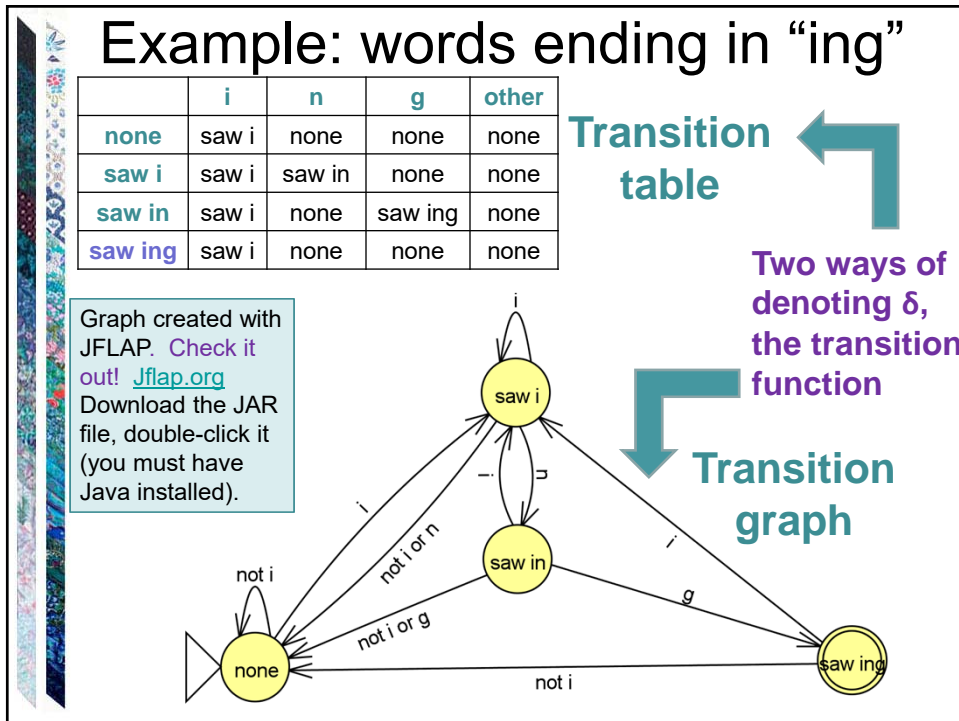 Example: words ending in “ing”
i n g other
none saw i none none none
saw i saw i saw in none none
saw in saw i none saw ing none
saw ing saw i none none none
Transition
table
Two ways of
denoting δ,
the transition
function
Graph created with
JFLAP. Check it
out! Jflap.org
Download the JAR
file, double-click it
(you must have
Java installed).
Transition
graph
i
saw i
i
n
i
not i or n
i
saw in
not i
not i or g
g
none
saw ing
not i